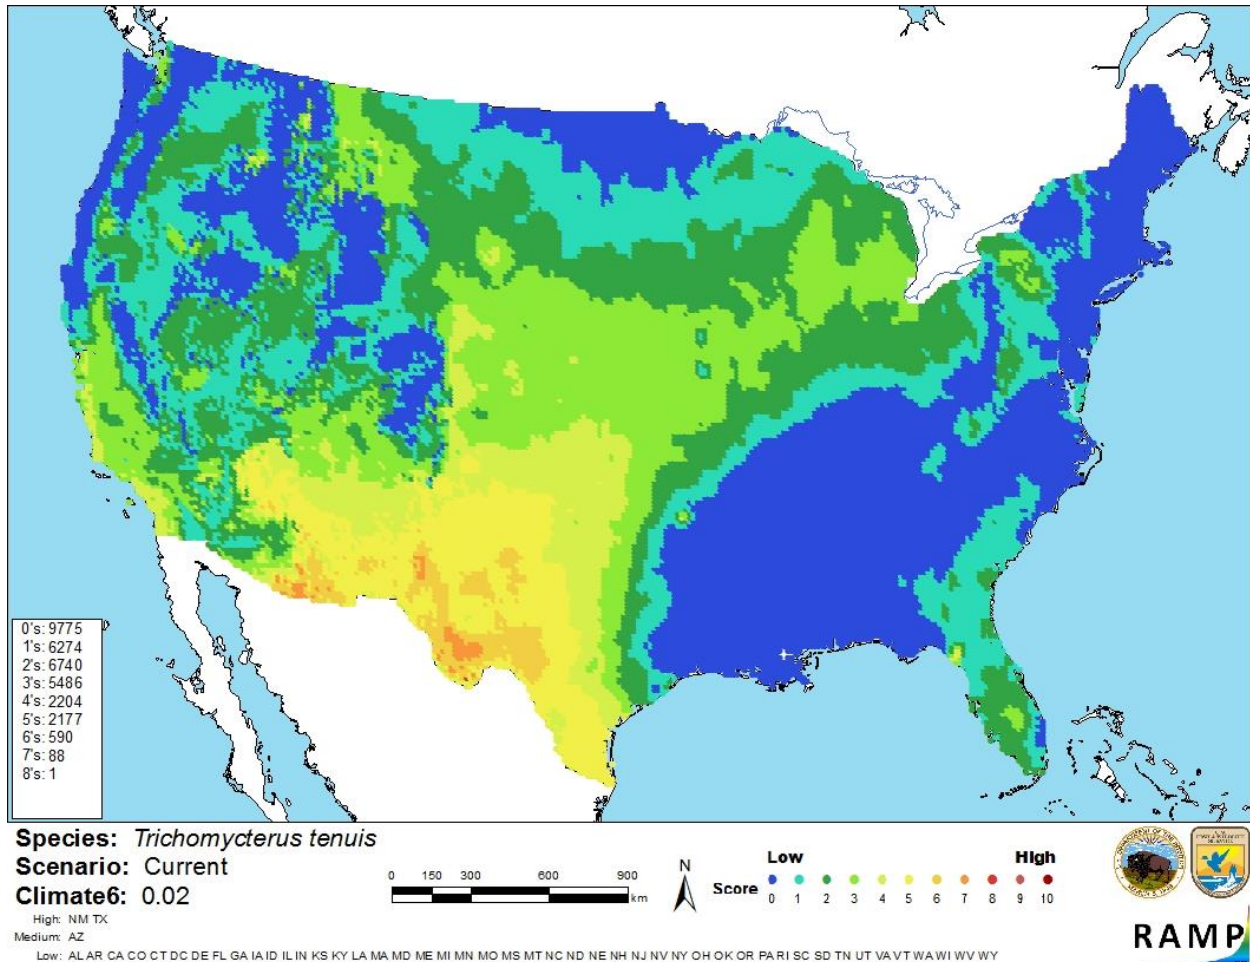 0's: 9775
1's: 6274
2's: 6740
3's: 5486
4's: 2204
5's: 2177
6's: 590
7's: 88
8's: 1
Species: Trichomycterus tenuis
Scenario: Current
Climate6: 0.02
High: NM TX
Medium: AZ
Low: AL AR CA CO CT DC DE FL GA IA ID IL IN KS KY LA MA MD ME MI MN MO MS MT NC ND NE NH NJ NV NY OH OK OR PA RI SC SD TN UT VA VT WA WI WV WY
0 150 300 600 900
km
N
Low High
Score 0 1 2 3 4 5 6 7 8 9 10
RAMP